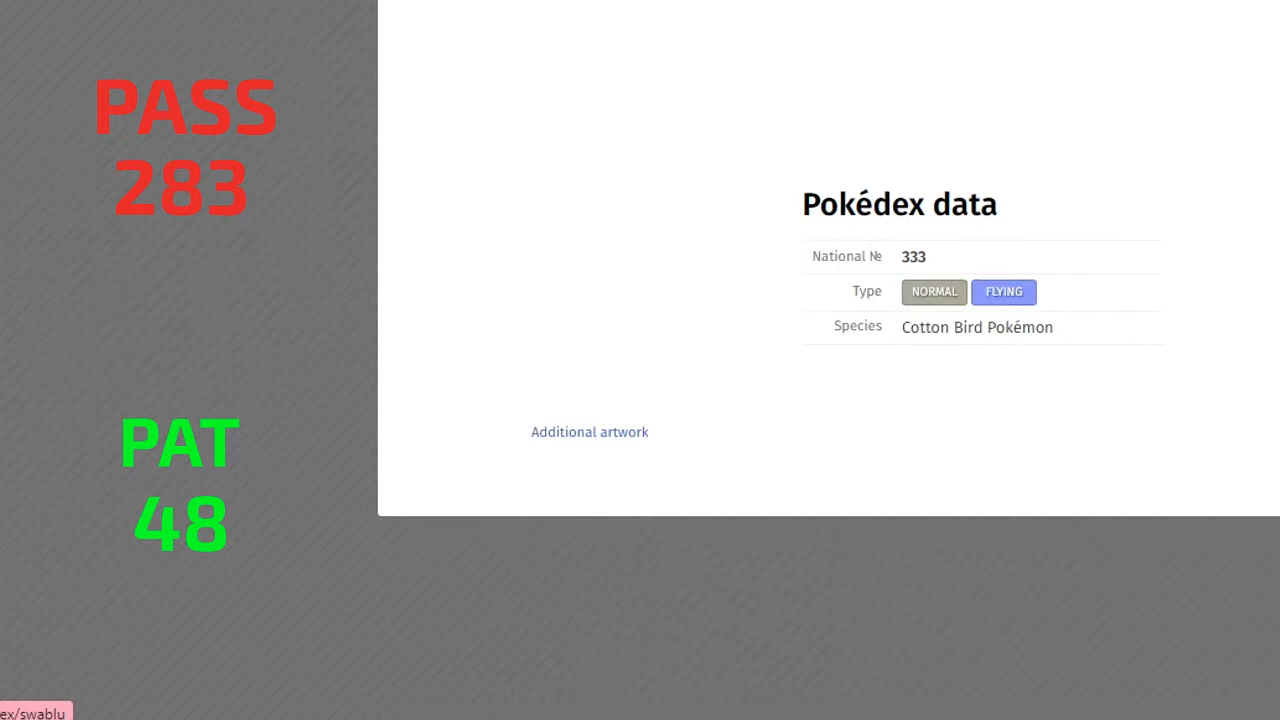 PASS
283
PAT
48
Pokédex data
National № 333
Type NORMAL FLYING
Species Cotton Bird Pokémon
Additional artwork
ex/swablu